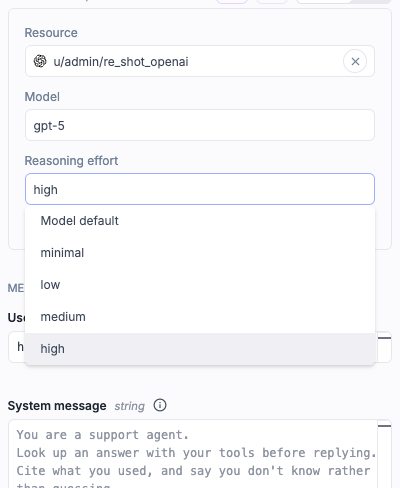 Resource
u/admin/re_shot_openai
Model
gpt-5
Reasoning effort
high
Model default
minimal
low
medium
high
System message string
You are a support agent.
Look up an answer with your tools before replying.
Cite what you used, and say you don't know rather